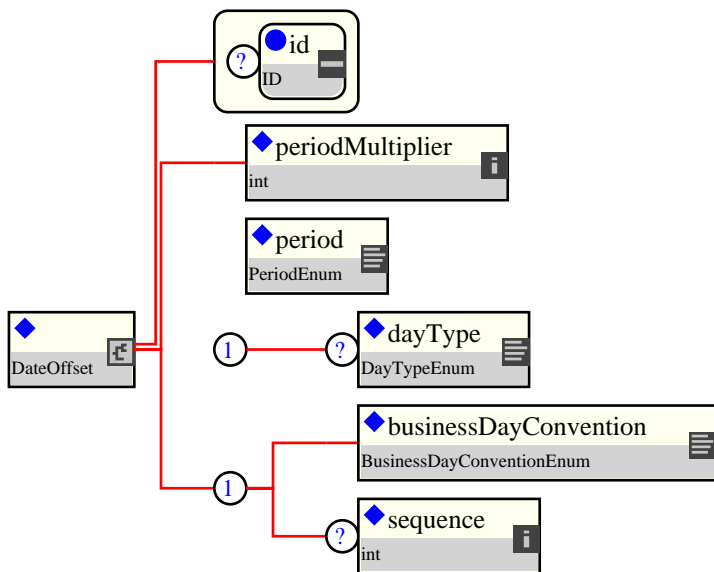 ? id
ID
periodMultiplier
int
period
PeriodEnum
DateOffset
1 ? dayType
DayTypeEnum
businessDayConvention
BusinessDayConventionEnum
1
? sequence
int